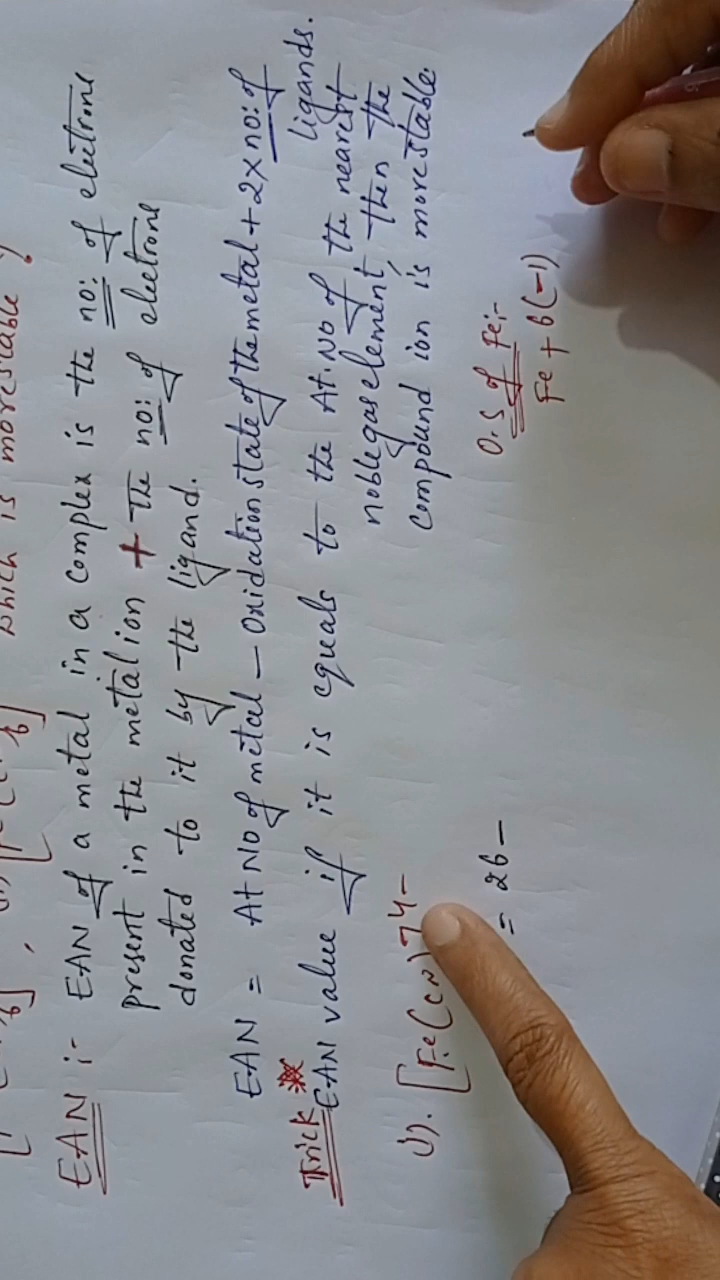 which is more stable?
EAN :- EAN of a metal in a complex is the no: of electrons
present in the metal ion + The no: of electrons
donated to it by the ligand.
EAN = At NO of metal - Oxidation state of the metal + 2 x no: of
ligands.
Trick EAN value if it is equals to the At. No of the nearest
noble gas element, then the
compound ion is more stable.
i). [Fe(CN) 4-
= 26 -
O.S of Fe:-
Fe + 6(-1)